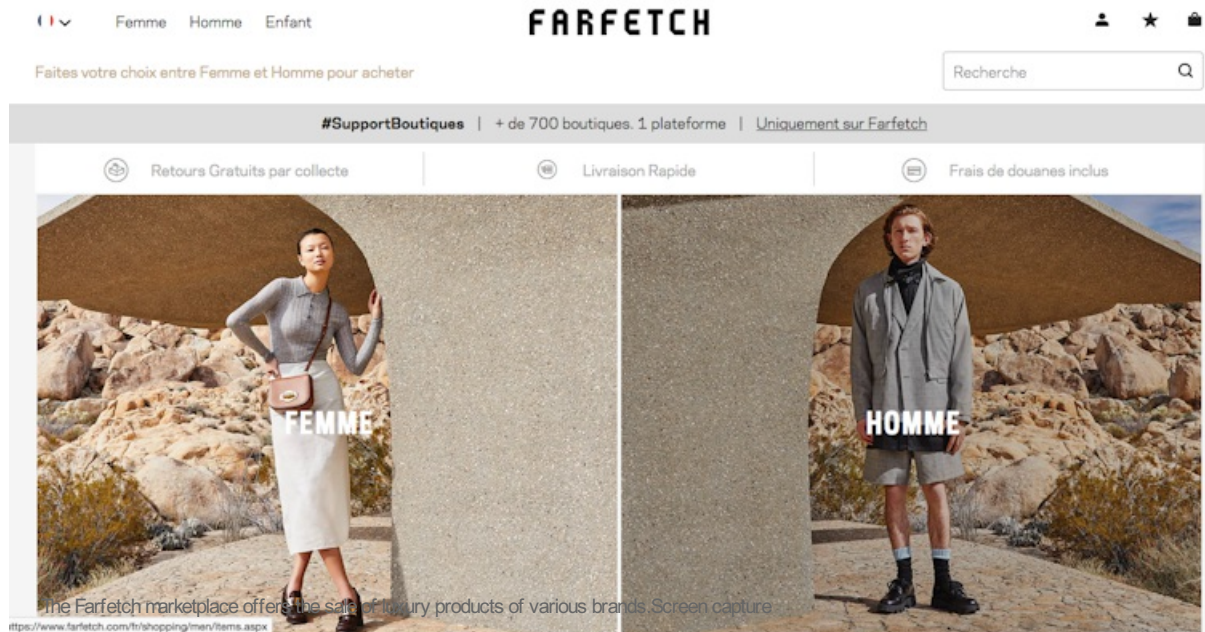 Femme Homme Enfant
FARFETCH
Faites votre choix entre Femme et Homme pour acheter
Recherche
#SupportBoutiques | + de 700 boutiques. 1 plateforme | Uniquement sur Farfetch
Retours Gratuits par collecte
Livraison Rapide
Frais de douanes inclus
FEMME
HOMME
The Farfetch marketplace offers the sale of luxury products of various brands.Screen capture
ttps://www.farfetch.com/fr/shopping/men/items.aspx